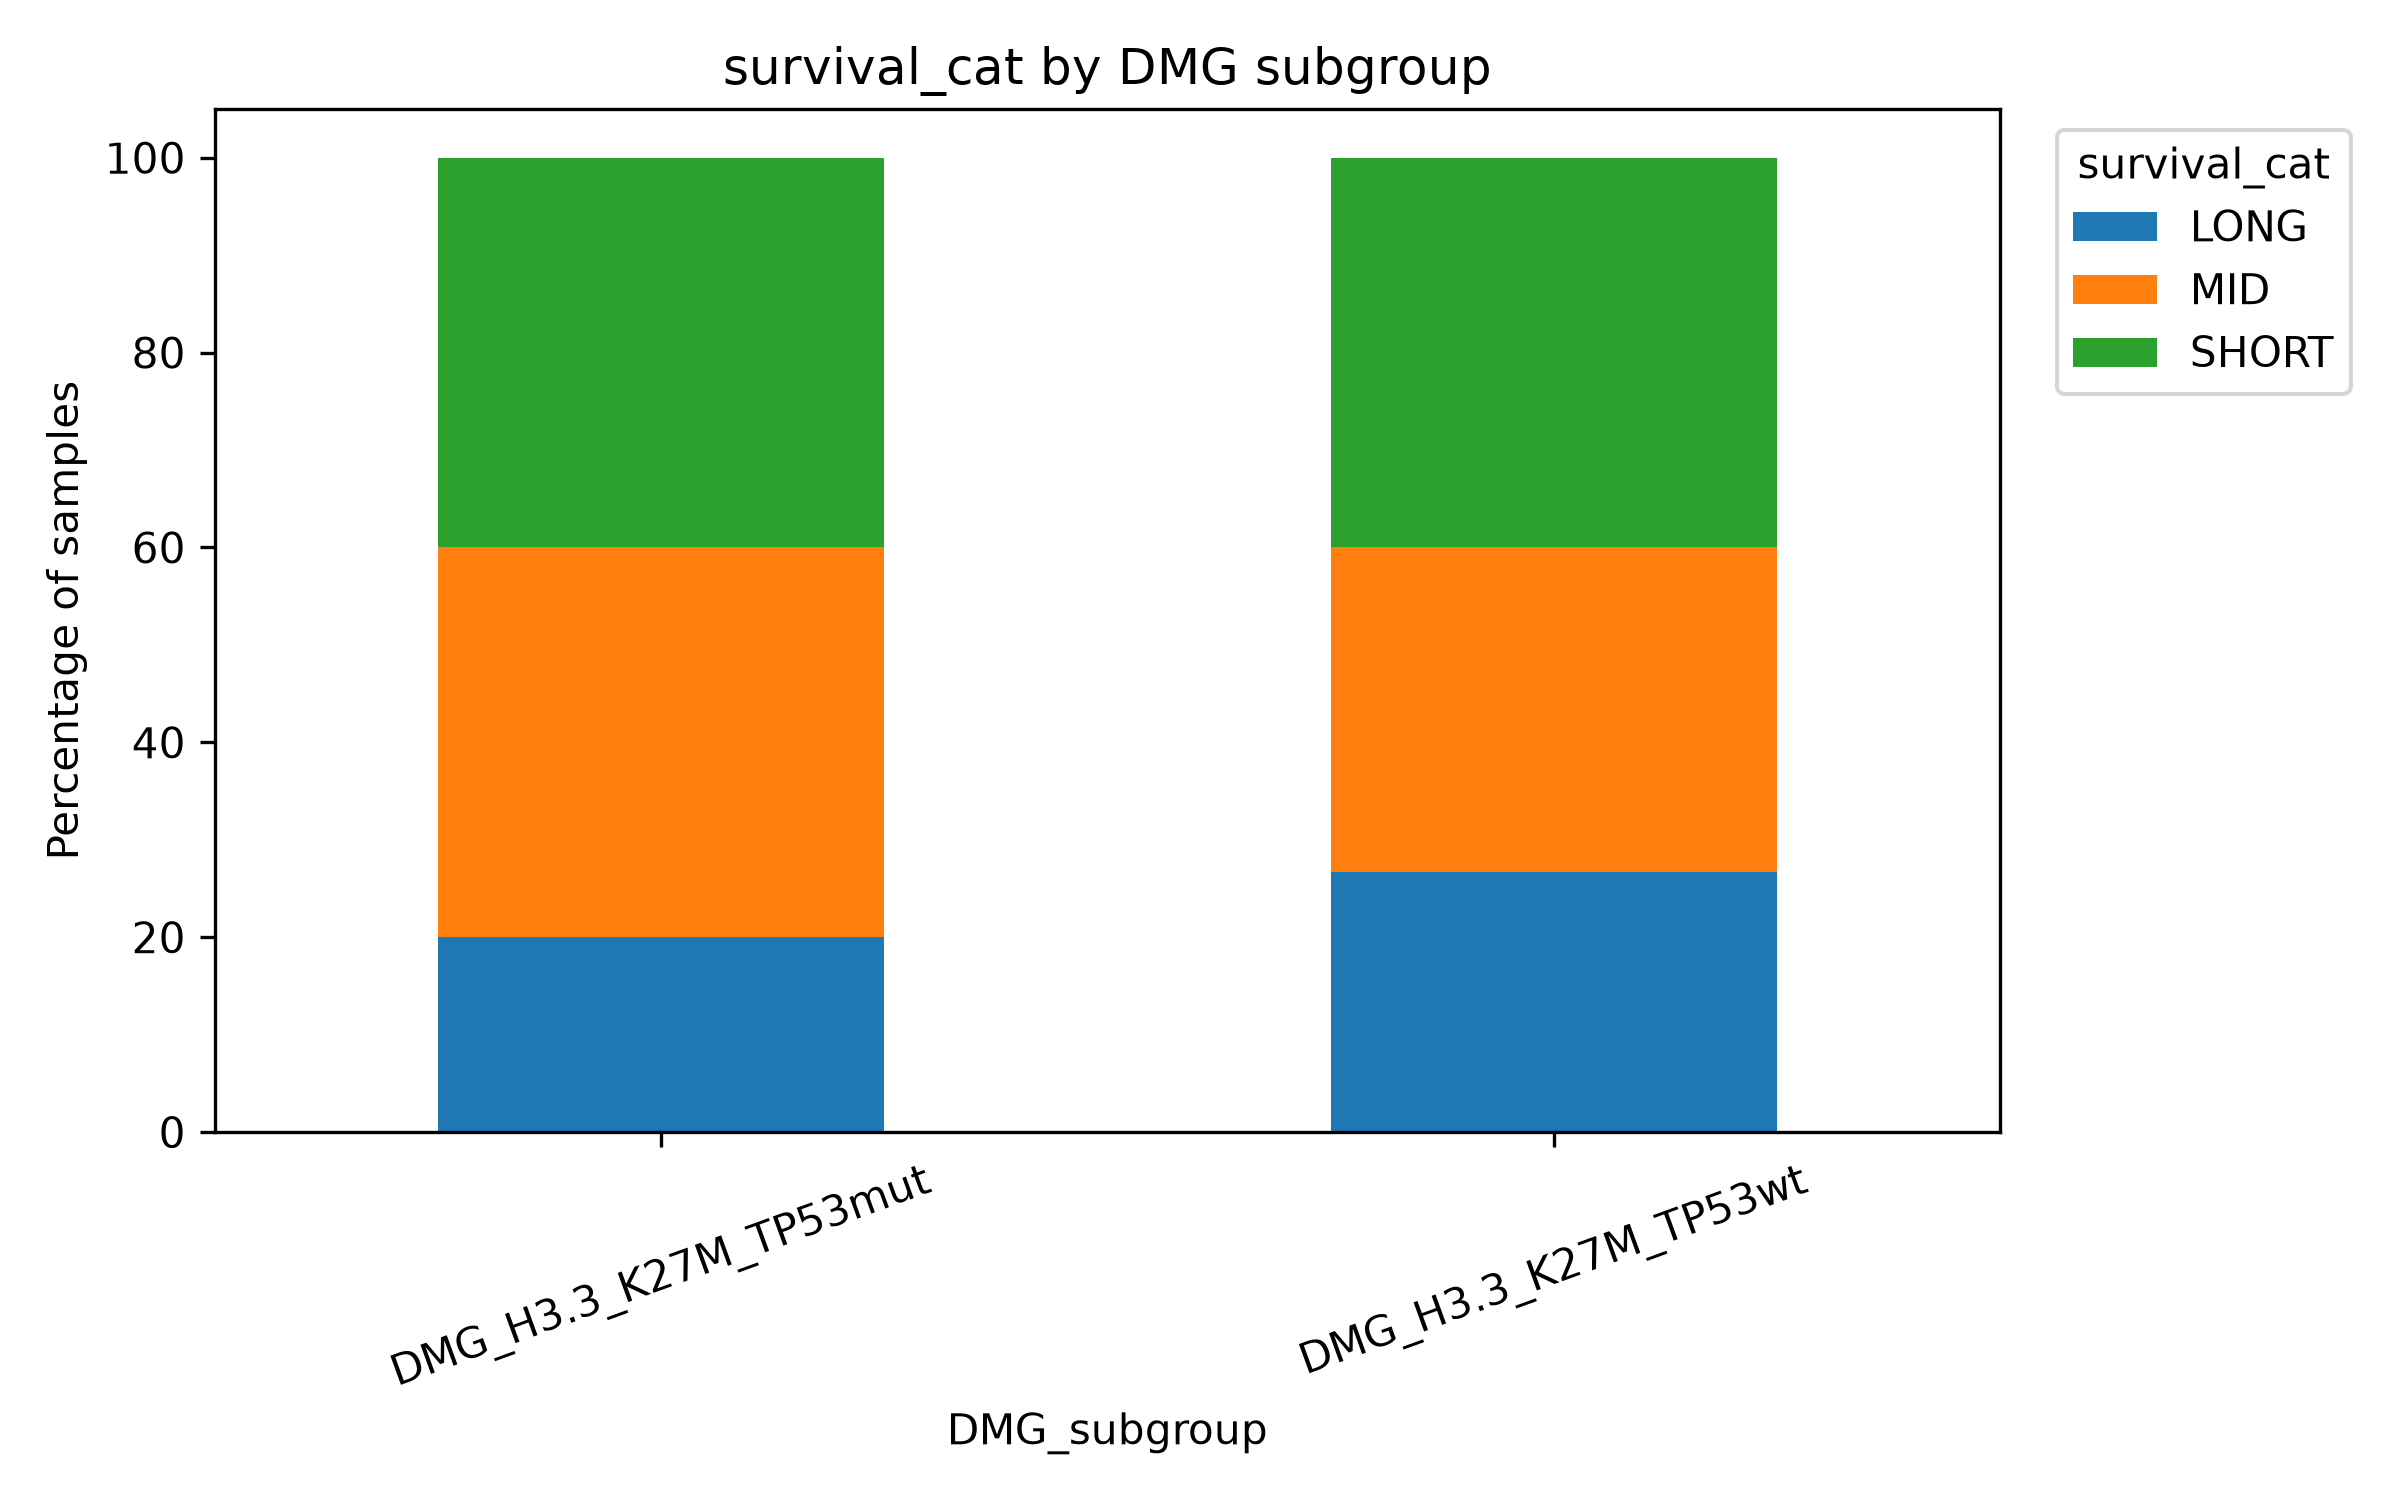 survival_cat by DMG subgroup
100
80
60
40
20
0
Percentage of samples
DMG_H3.3_K27M_TP53mut
DMG_H3.3_K27M_TP53wt
DMG_subgroup
survival_cat
LONG
MID
SHORT